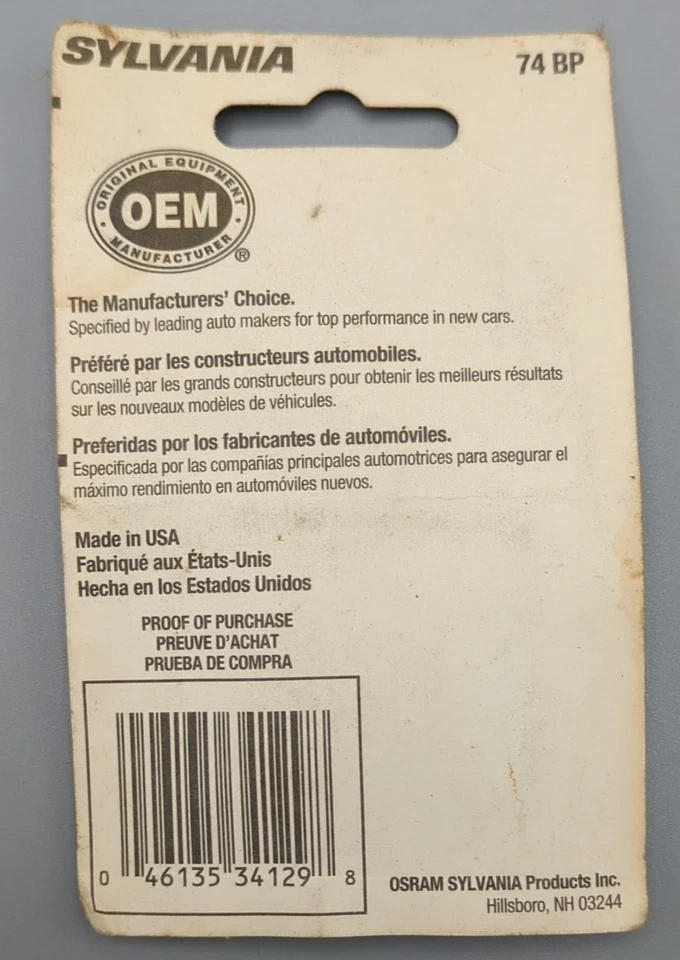 SYLVANIA
74 BP
ORIGINAL EQUIPMENT
OEM
MANUFACTURER
®
The Manufacturers' Choice.
Specified by leading auto makers for top performance in new cars.
Préféré par les constructeurs automobiles.
Conseillé par les grands constructeurs pour obtenir les meilleurs résultats
sur les nouveaux modèles de véhicules.
Preferidas por los fabricantes de automóviles.
Especificada por las compañías principales automotrices para asegurar el
máximo rendimiento en automóviles nuevos.
Made in USA
Fabriqué aux États-Unis
Hecha en los Estados Unidos
PROOF OF PURCHASE
PREUVE D'ACHAT
PRUEBA DE COMPRA
0 46135 34129 8
OSRAM SYLVANIA Products Inc.
Hillsboro, NH 03244